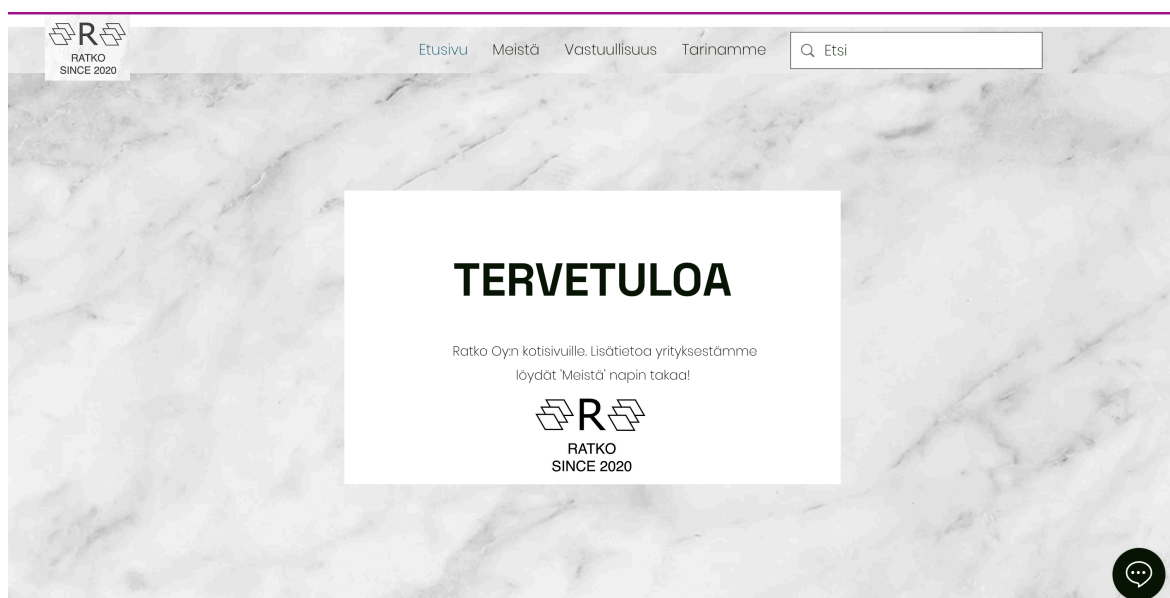 R
RATKO
SINCE 2020
Etusivu Meistä Vastuullisuus Tarinamme Etsi
TERVETULOA
Ratko Oy:n kotisivuille. Lisätietoa yrityksestämme
löydät 'Meistä' napin takaa!
R
RATKO
SINCE 2020